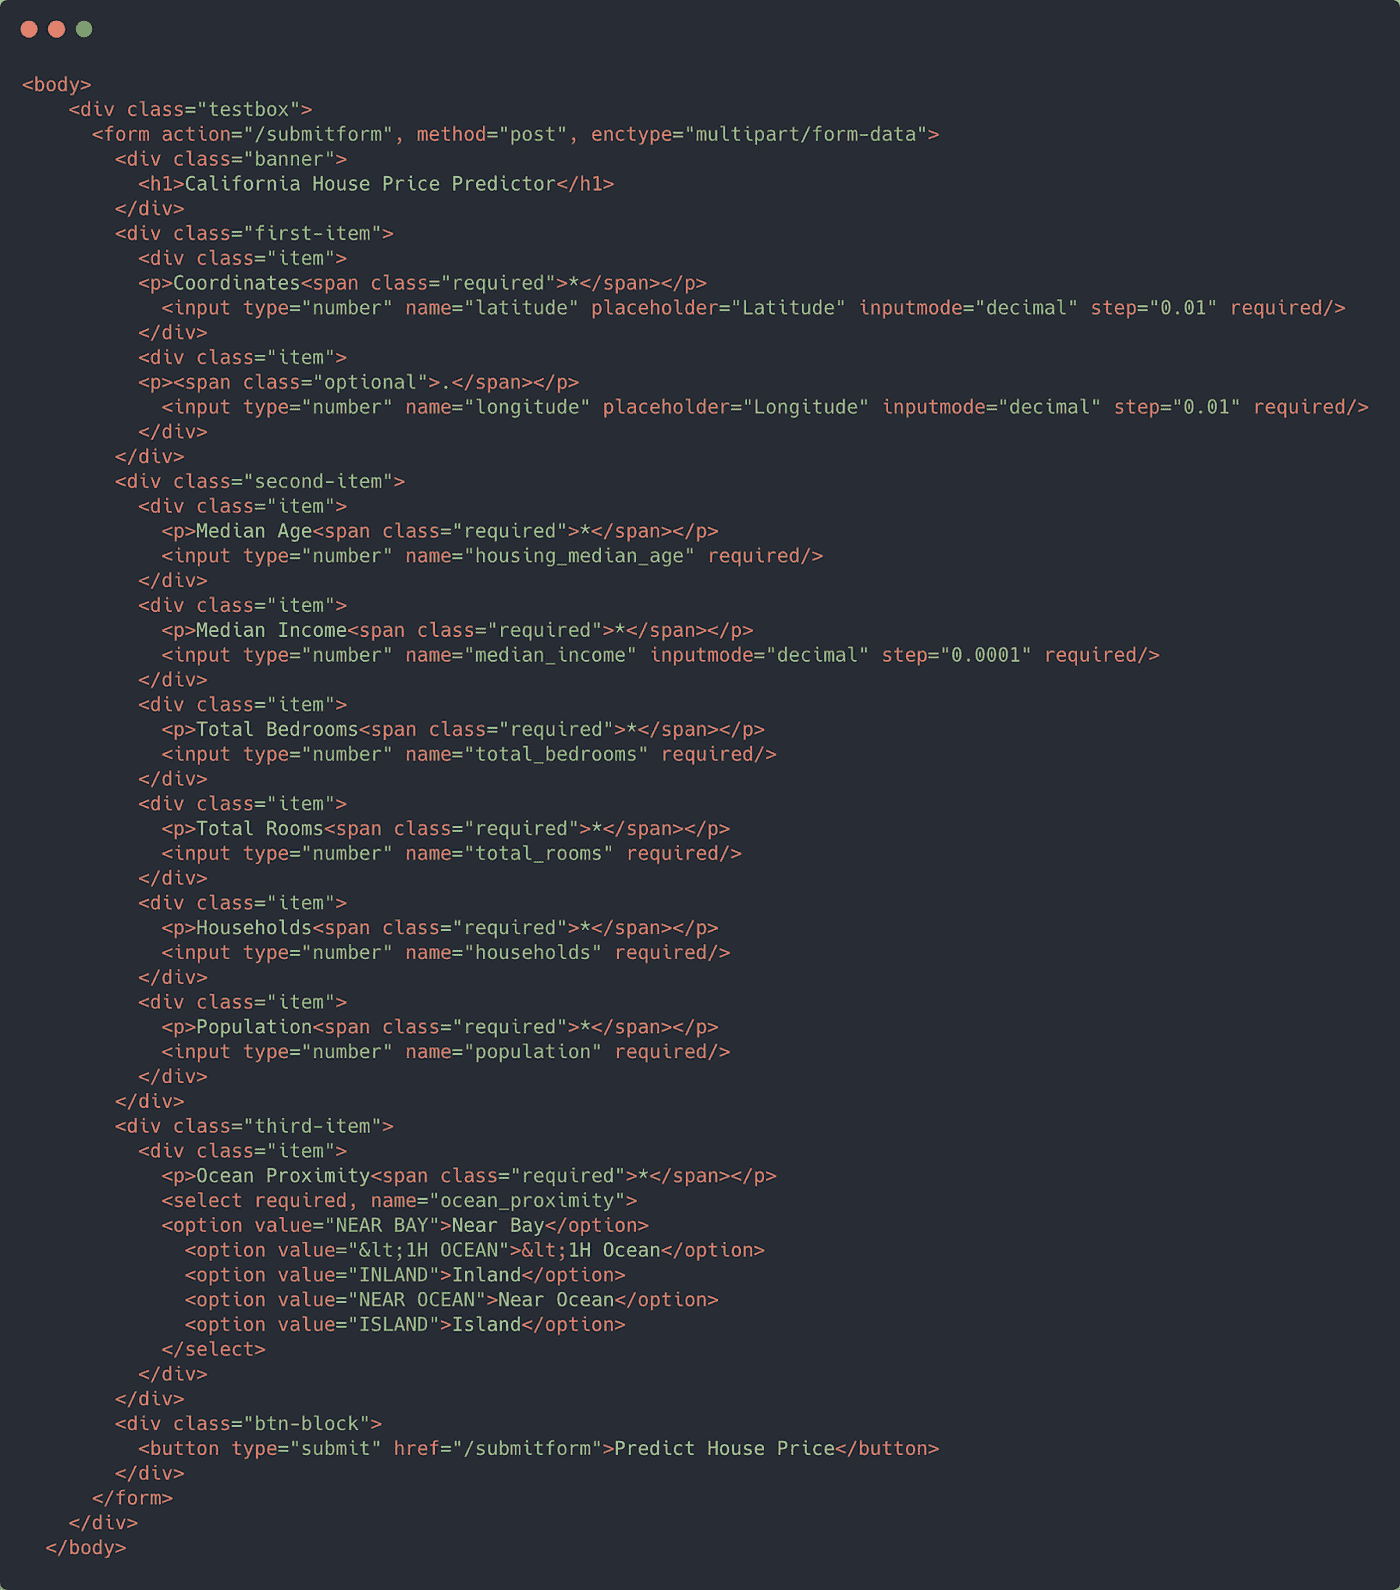 <body>
    <div class="testbox">
      <form action="/submitform", method="post", enctype="multipart/form-data">
        <div class="banner">
          <h1>California House Price Predictor</h1>
        </div>
        <div class="first-item">
          <div class="item">
          <p>Coordinates<span class="required">*</span></p>
            <input type="number" name="latitude" placeholder="Latitude" inputmode="decimal" step="0.01" required/>
          </div>
          <div class="item">
          <p><span class="optional">.</span></p>
            <input type="number" name="longitude" placeholder="Longitude" inputmode="decimal" step="0.01" required/>
          </div>
        </div>
        <div class="second-item">
          <div class="item">
            <p>Median Age<span class="required">*</span></p>
            <input type="number" name="housing_median_age" required/>
          </div>
          <div class="item">
            <p>Median Income<span class="required">*</span></p>
            <input type="number" name="median_income" inputmode="decimal" step="0.0001" required/>
          </div>
          <div class="item">
            <p>Total Bedrooms<span class="required">*</span></p>
            <input type="number" name="total_bedrooms" required/>
          </div>
          <div class="item">
            <p>Total Rooms<span class="required">*</span></p>
            <input type="number" name="total_rooms" required/>
          </div>
          <div class="item">
            <p>Households<span class="required">*</span></p>
            <input type="number" name="households" required/>
          </div>
          <div class="item">
            <p>Population<span class="required">*</span></p>
            <input type="number" name="population" required/>
          </div>
        </div>
        <div class="third-item">
          <div class="item">
            <p>Ocean Proximity<span class="required">*</span></p>
            <select required, name="ocean_proximity">
            <option value="NEAR BAY">Near Bay</option>
              <option value="&lt;1H OCEAN">&lt;1H Ocean</option>
              <option value="INLAND">Inland</option>
              <option value="NEAR OCEAN">Near Ocean</option>
              <option value="ISLAND">Island</option>
            </select>
          </div>
        </div>
        <div class="btn-block">
          <button type="submit" href="/submitform">Predict House Price</button>
        </div>
      </form>
    </div>
  </body>